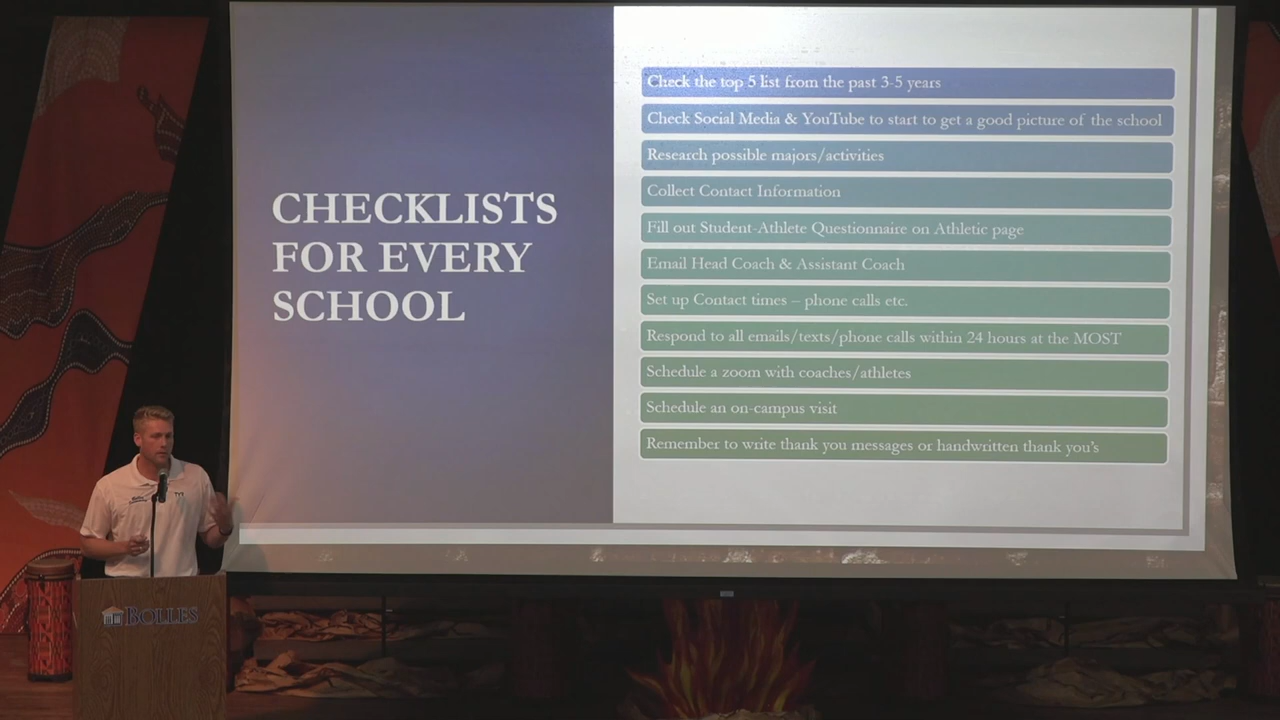 CHECKLISTS
FOR EVERY
SCHOOL
Check the top 5 list from the past 3-5 years
Check Social Media & YouTube to start to get a good picture of the school
Research possible majors/activities
Collect Contact Information
Fill out Student-Athlete Questionnaire on Athletic page
Email Head Coach & Assistant Coach
Set up Contact times – phone calls etc.
Respond to all emails/texts/phone calls within 24 hours at the MOST
Schedule a zoom with coaches/athletes
Schedule an on-campus visit
Remember to write thank you messages or handwritten thank you's
BOLLES